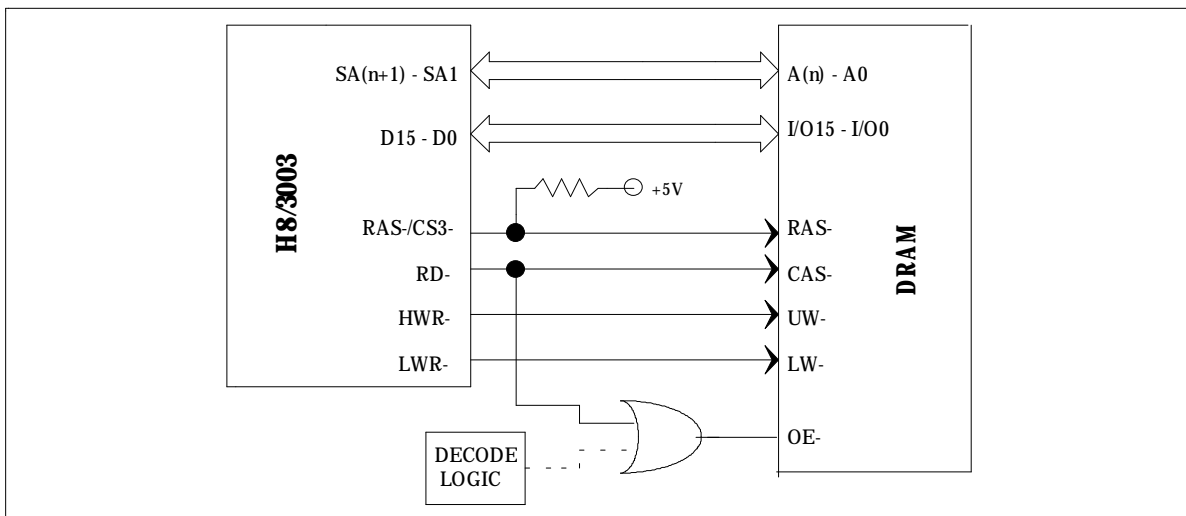 SA(n+1) - SA1
A(n) - A0
D15 - D0
I/O15 - I/O0
H8/3003
+5V
RAS-/CS3-
RAS-
DRAM
RD-
CAS-
HWR-
UW-
LWR-
LW-
OE-
DECODE
LOGIC